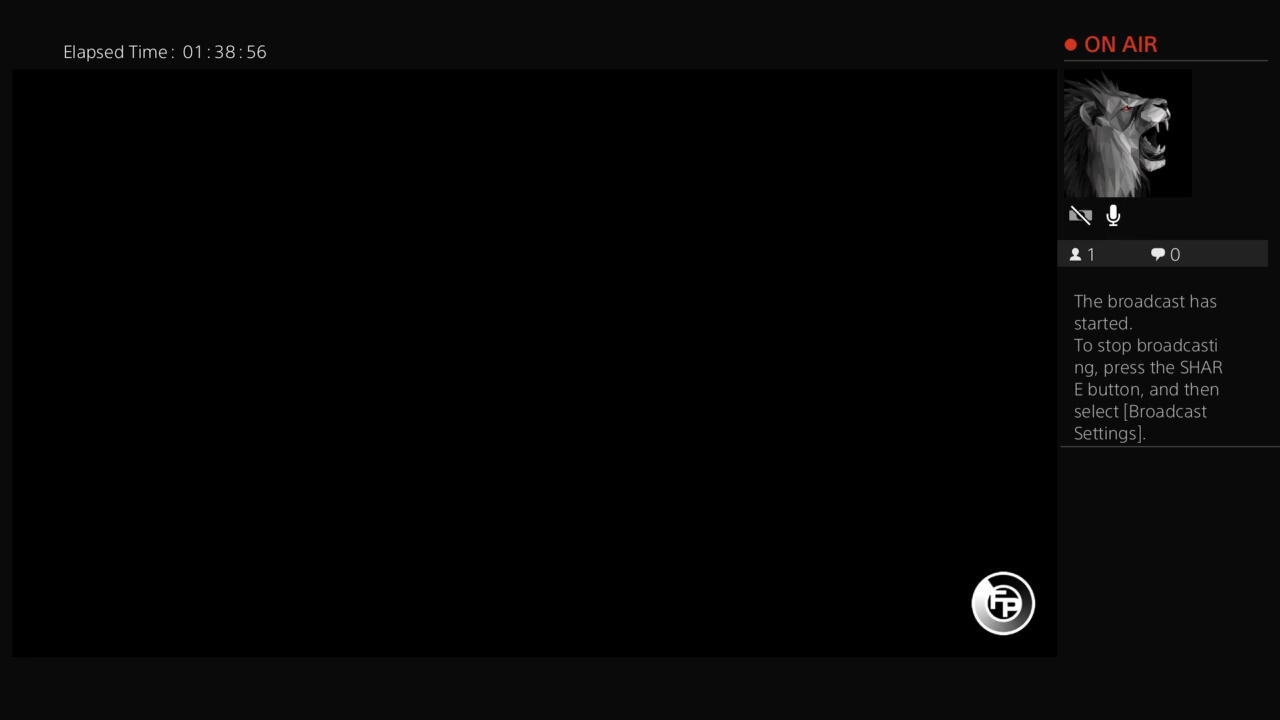 Elapsed Time: 01:38:56
ON AIR
1 0
The broadcast has
started.
To stop broadcasti
ng, press the SHAR
E button, and then
select [Broadcast
Settings].
FP